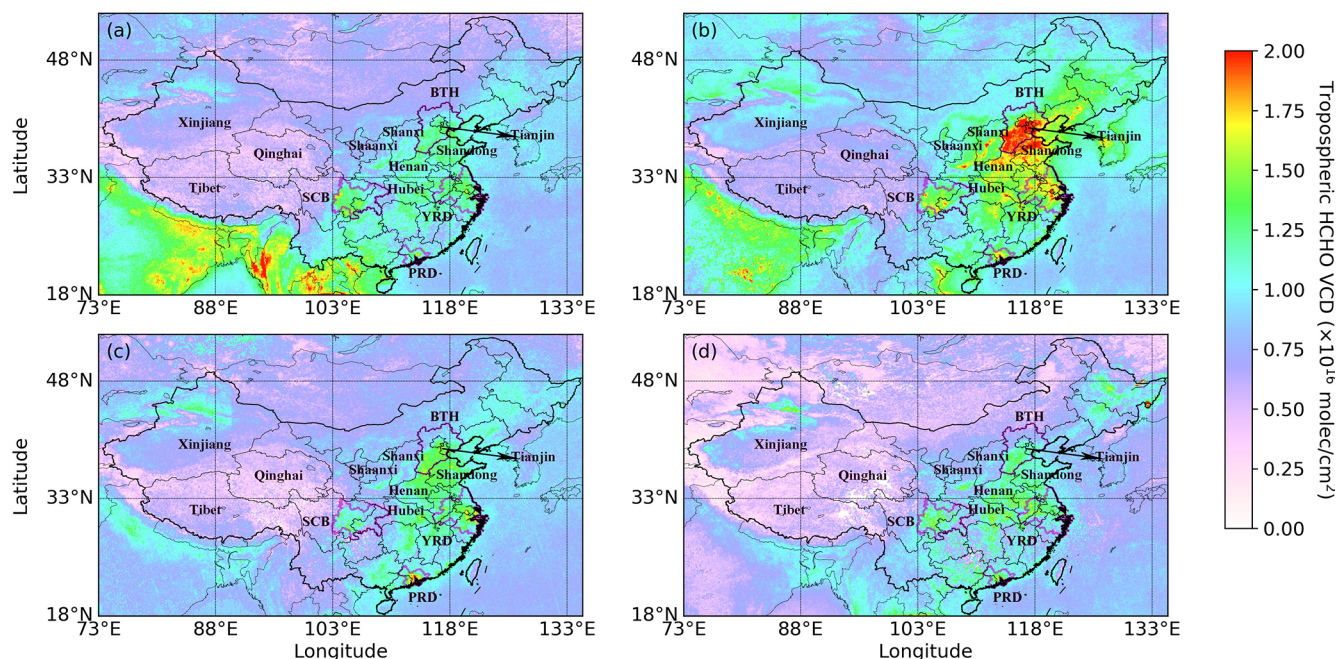 (a)
48°N
33°N
18°N
73°E 88°E 103°E 118°E 133°E
Latitude
BTH
Xinjiang
Shanxi
Tianjin
Shaanxi
Shandong
Qinghai
Henan
Tibet
SCB
Hubei
YRD
PRD
(b)
48°N
33°N
18°N
73°E 88°E 103°E 118°E 133°E
BTH
Xinjiang
Shanxi
Tianjin
Shaanxi
Shandong
Qinghai
Henan
Tibet
SCB
Hubei
YRD
PRD
(c)
48°N
33°N
18°N
73°E 88°E 103°E 118°E 133°E
Latitude
Longitude
BTH
Xinjiang
Shanxi
Tianjin
Shaanxi
Shandong
Qinghai
Henan
Tibet
SCB
Hubei
YRD
PRD
(d)
48°N
33°N
18°N
73°E 88°E 103°E 118°E 133°E
Longitude
BTH
Xinjiang
Shanxi
Tianjin
Shaanxi
Shandong
Qinghai
Henan
Tibet
SCB
Hubei
YRD
PRD
2.00
1.75
1.50
1.25
1.00
0.75
0.50
0.25
0.00
Tropospheric HCHO VCD (×10¹⁶ molec/cm²)